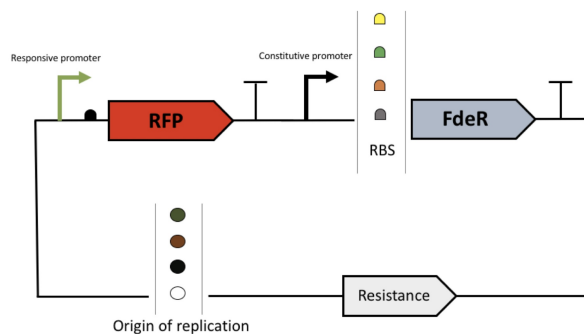 Responsive promoter
Constitutive promoter
RFP
FdeR
RBS
Resistance
Origin of replication